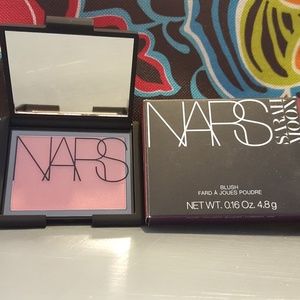 NARS
NARS
SARAH
MOON
BLUSH
FARD À JOUES POUDRE
NET WT. 0.16 Oz. 4.8 g